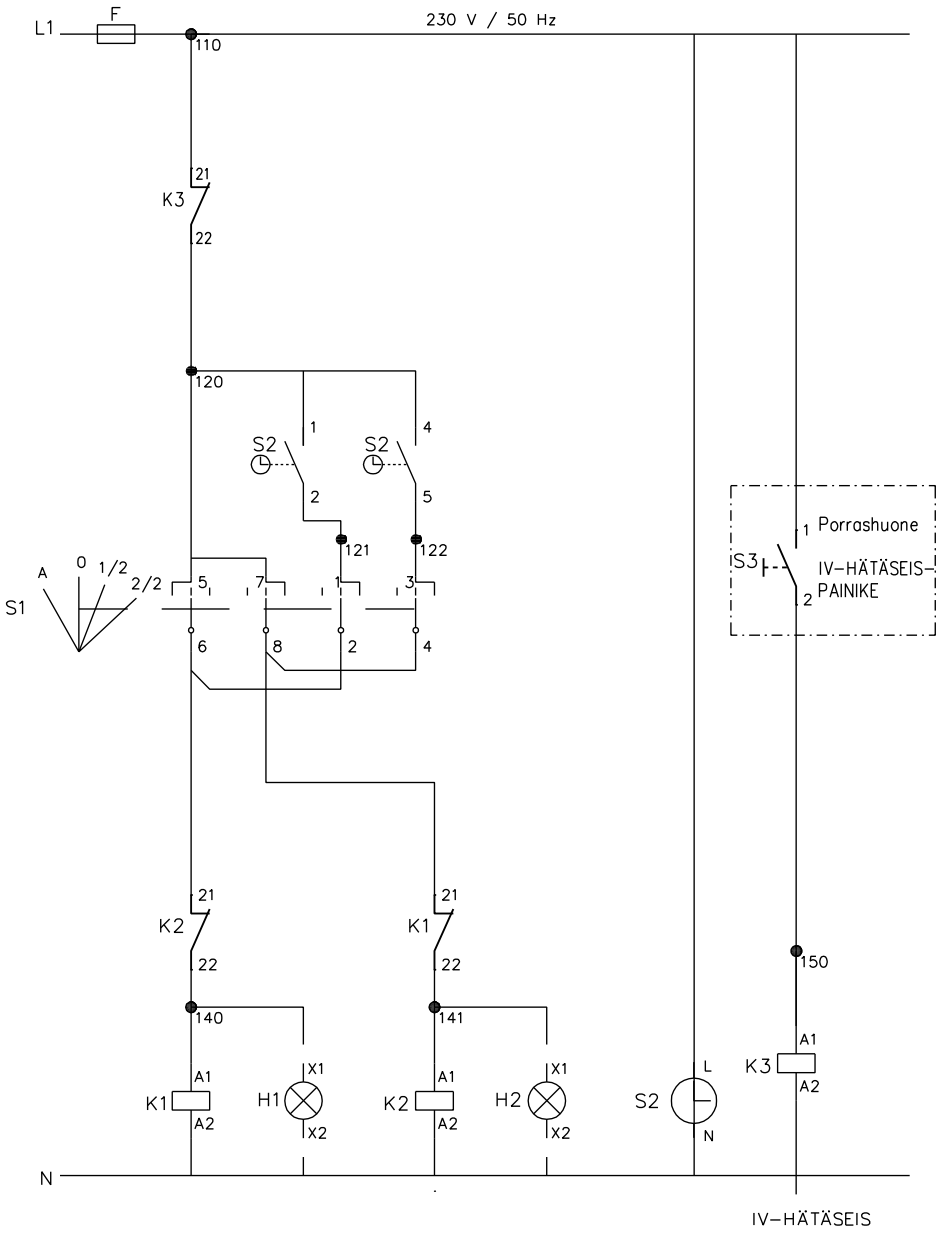 230 V / 50 Hz
L1
F
110
21
K3
22
120
1
4
S2
S2
2
5
121
122
1
Porrashuone
S3
IV-HÄTÄSEIS-
PAINIKE
2
A
0
1/2
2/2
5
7
1
3
S1
6
8
2
4
21
21
K2
K1
22
22
150
140
141
A1
X1
A1
X1
L
A1
K3
A2
K1
H1
K2
H2
S2
A2
X2
A2
X2
N
N
IV-HÄTÄSEIS